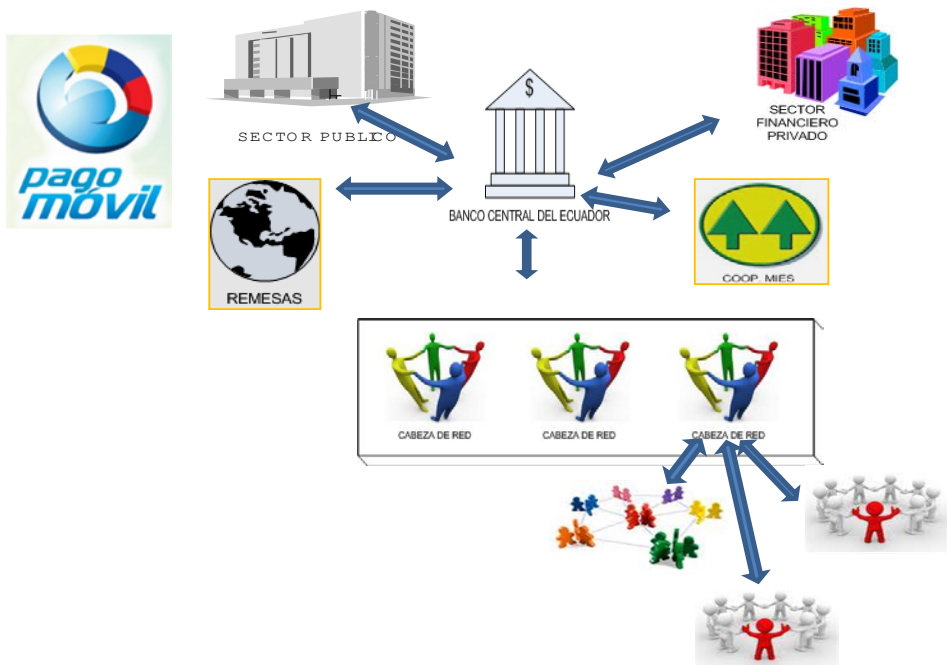 pago
móvil
SECTOR PUBLICO
$
BANCO CENTRAL DEL ECUADOR
SECTOR
FINANCIERO
PRIVADO
REMESAS
COOP. MIES
CABEZA DE RED
CABEZA DE RED
CABEZA DE RED